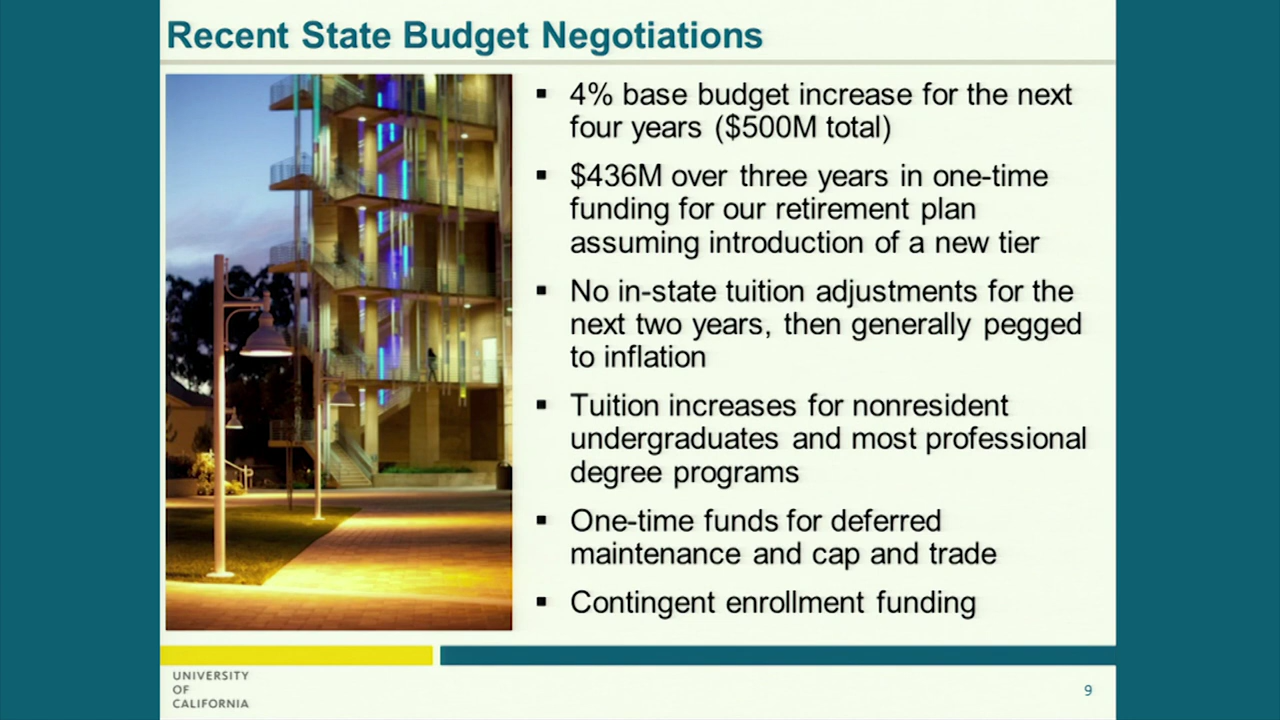 Recent State Budget Negotiations
▪ 4% base budget increase for the next
four years ($500M total)
▪ $436M over three years in one-time
funding for our retirement plan
assuming introduction of a new tier
▪ No in-state tuition adjustments for the
next two years, then generally pegged
to inflation
▪ Tuition increases for nonresident
undergraduates and most professional
degree programs
▪ One-time funds for deferred
maintenance and cap and trade
▪ Contingent enrollment funding
UNIVERSITY
OF
CALIFORNIA
9